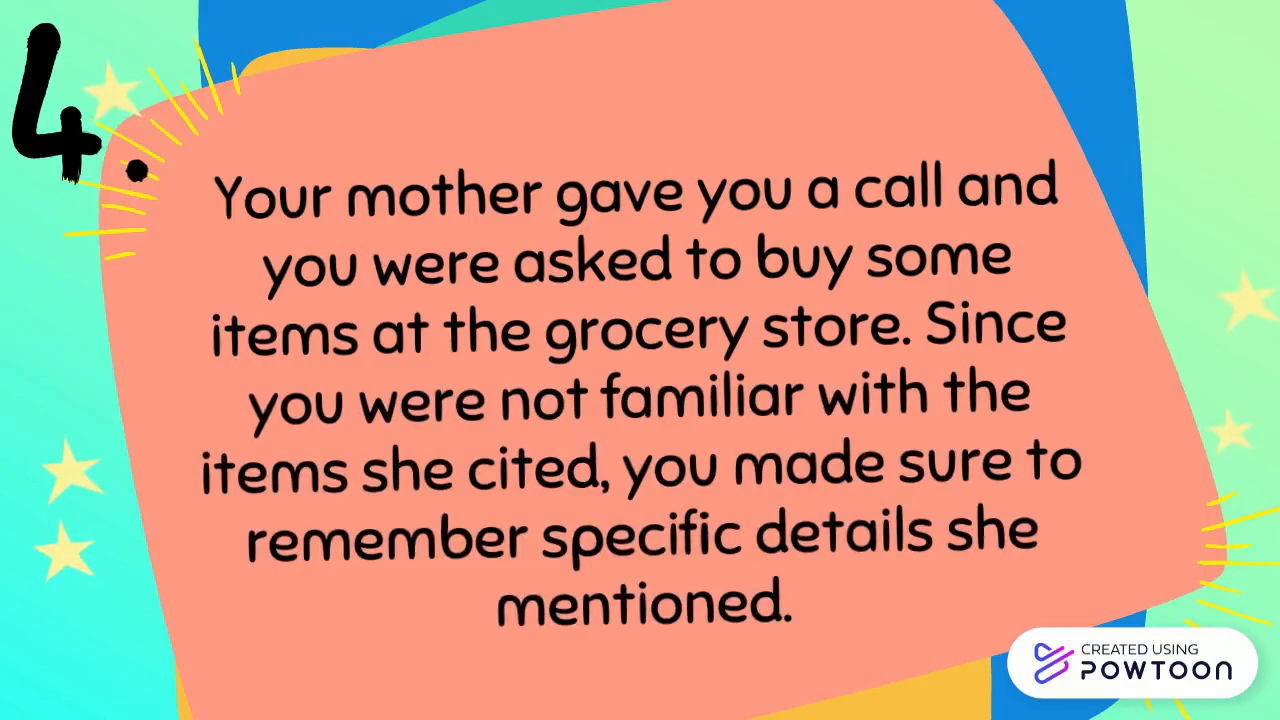 4.
Your mother gave you a call and
you were asked to buy some
items at the grocery store. Since
you were not familiar with the
items she cited, you made sure to
remember specific details she
mentioned.
CREATED USING
POWTOON